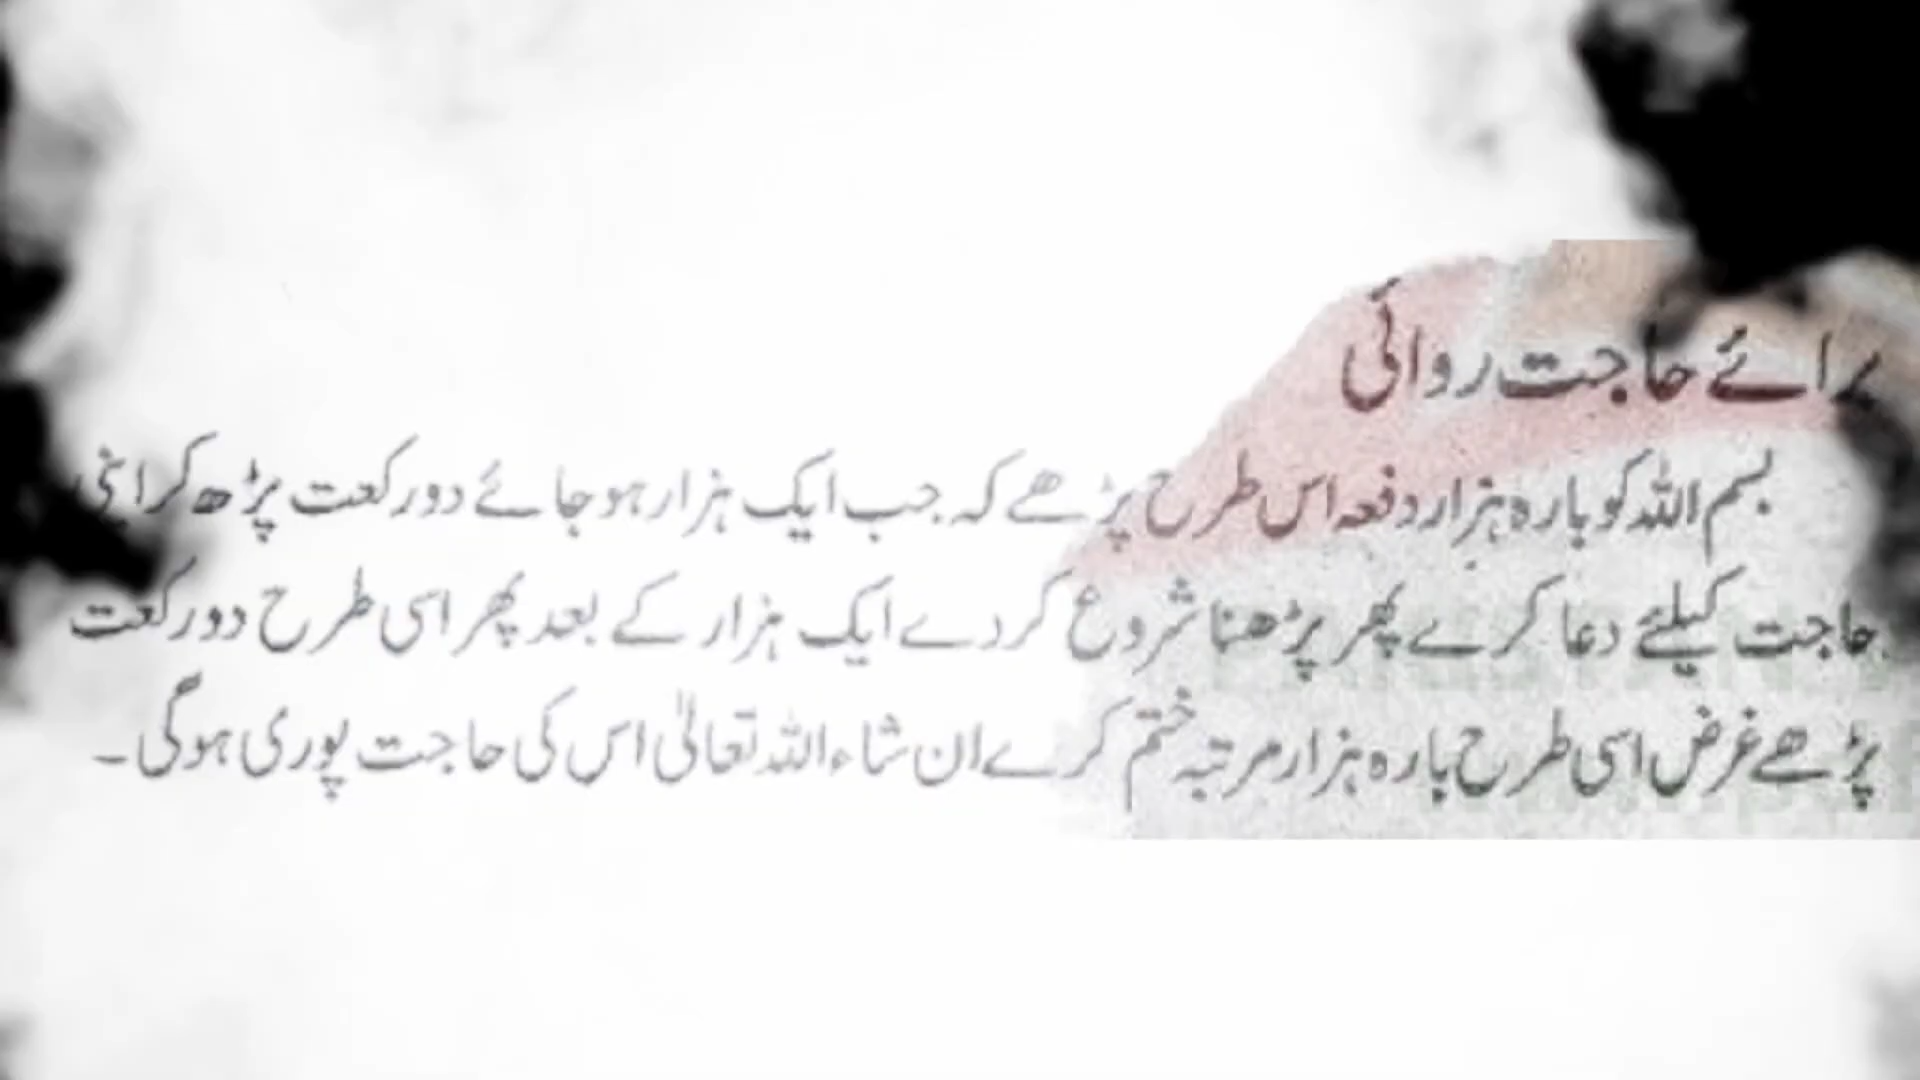 برائے حاجت روائی
بسم اللہ کو بارہ ہزار دفعہ اس طرح پڑھے کہ جب ایک ہزار ہو جائے دو رکعت پڑھ کر اپنی
حاجت کیلئے دعا کرے پھر پڑھنا شروع کر دے ایک ہزار کے بعد پھر اسی طرح دو رکعت
پڑھے غرض اسی طرح بارہ ہزار مرتبہ ختم کرے ان شاء اللہ تعالیٰ اس کی حاجت پوری ہوگی ۔